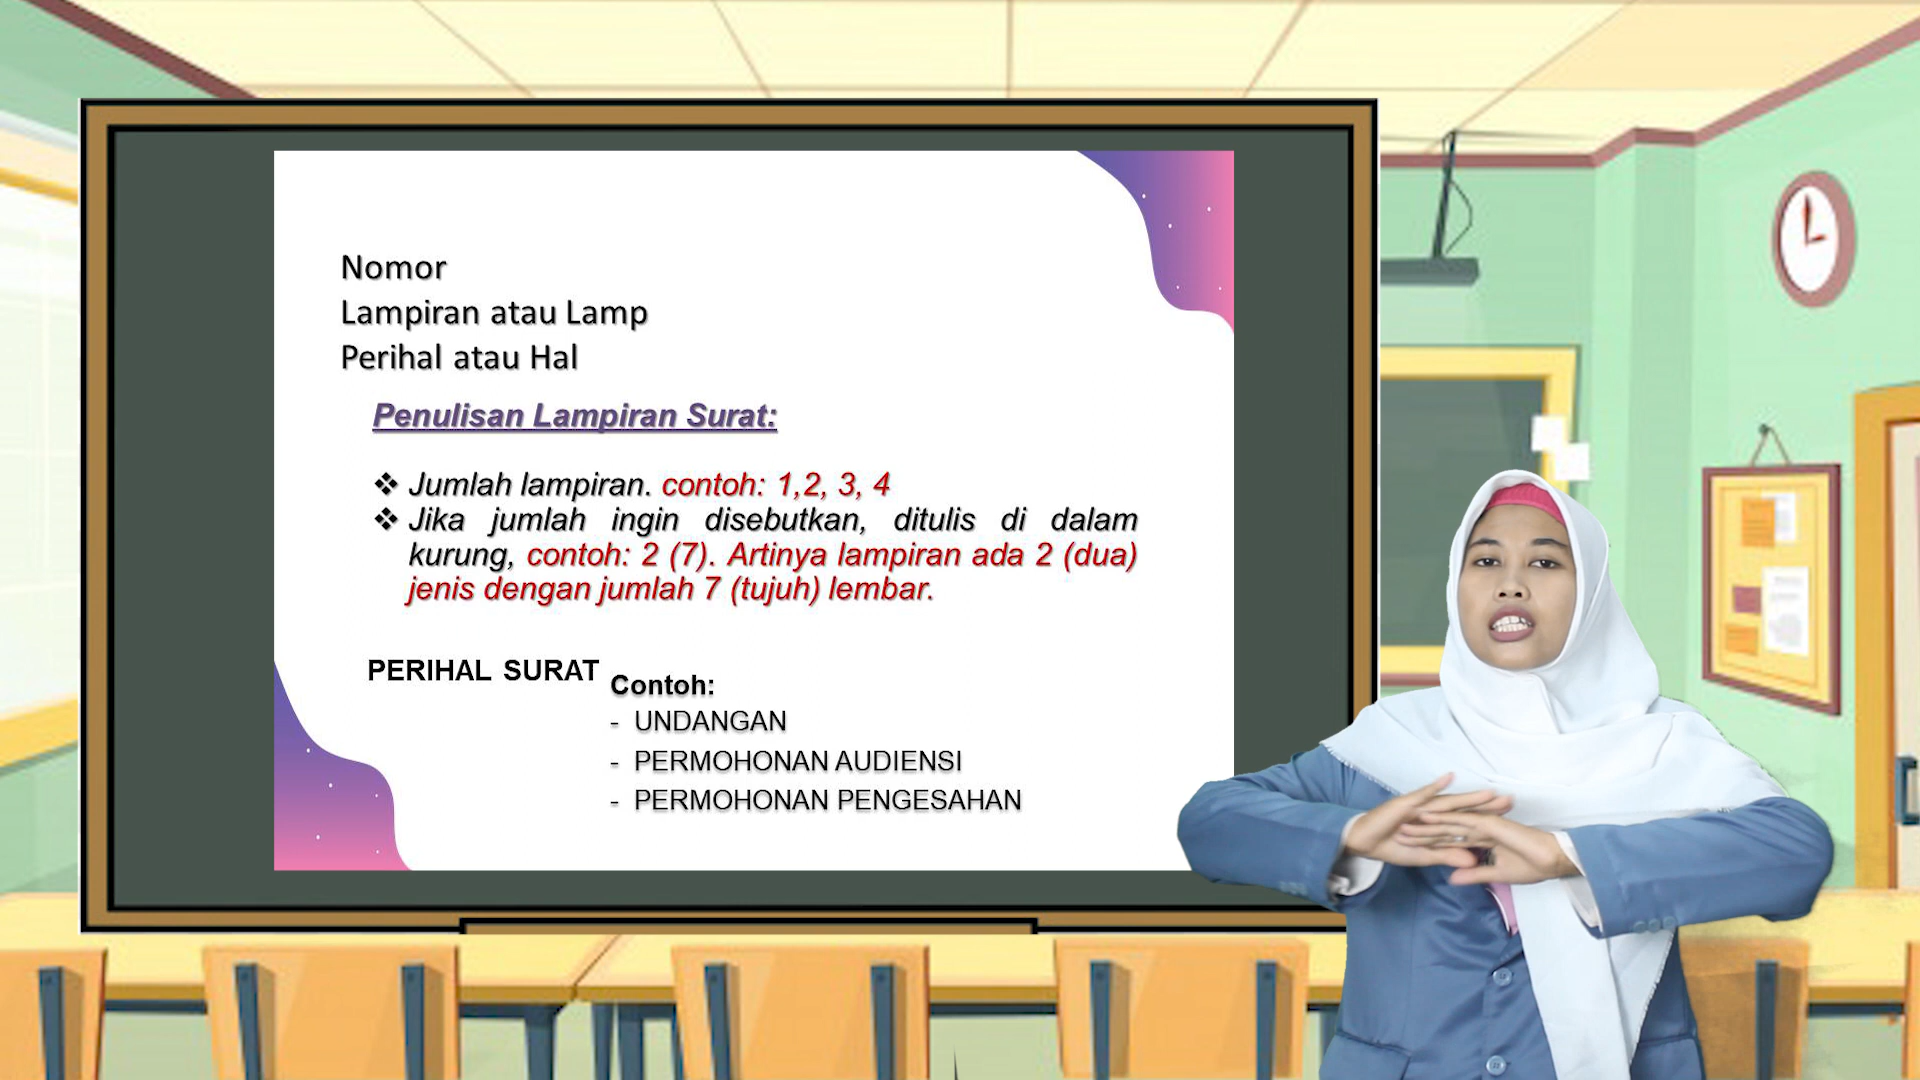 Nomor
Lampiran atau Lamp
Perihal atau Hal
Penulisan Lampiran Surat:
❖ Jumlah lampiran. contoh: 1,2, 3, 4
❖ Jika jumlah ingin disebutkan, ditulis di dalam
kurung, contoh: 2 (7). Artinya lampiran ada 2 (dua)
jenis dengan jumlah 7 (tujuh) lembar.
PERIHAL SURAT
Contoh:
- UNDANGAN
- PERMOHONAN AUDIENSI
- PERMOHONAN PENGESAHAN